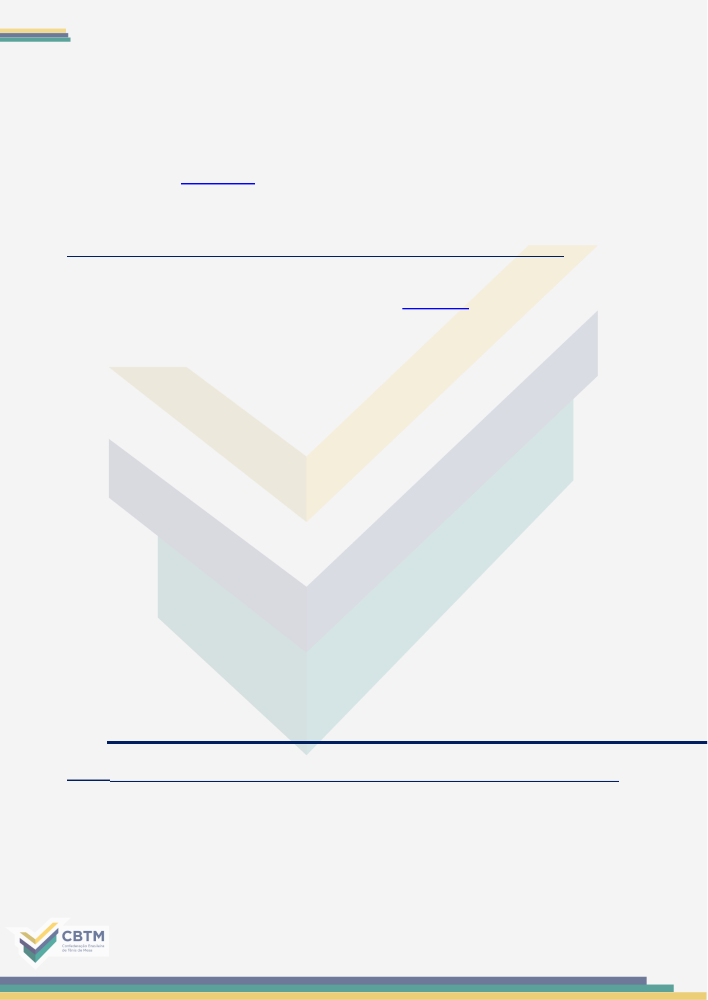 CBTM
Confederação Brasileira
de Tênis de Mesa